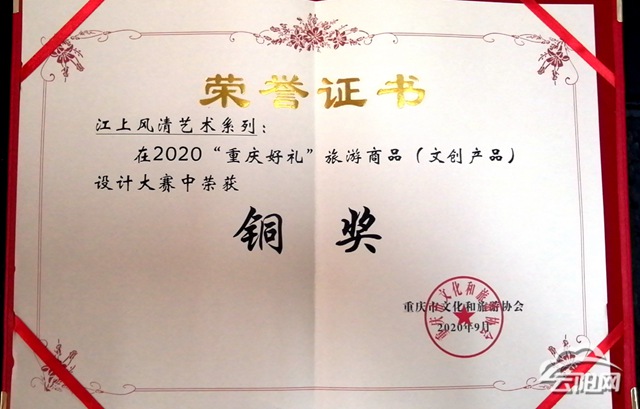 荣誉证书
江上风清艺术系列：
在2020“重庆好礼”旅游商品（文创产品）
设计大赛中荣获
铜奖
重庆市文化和旅游协会
2020年9月
云阳网